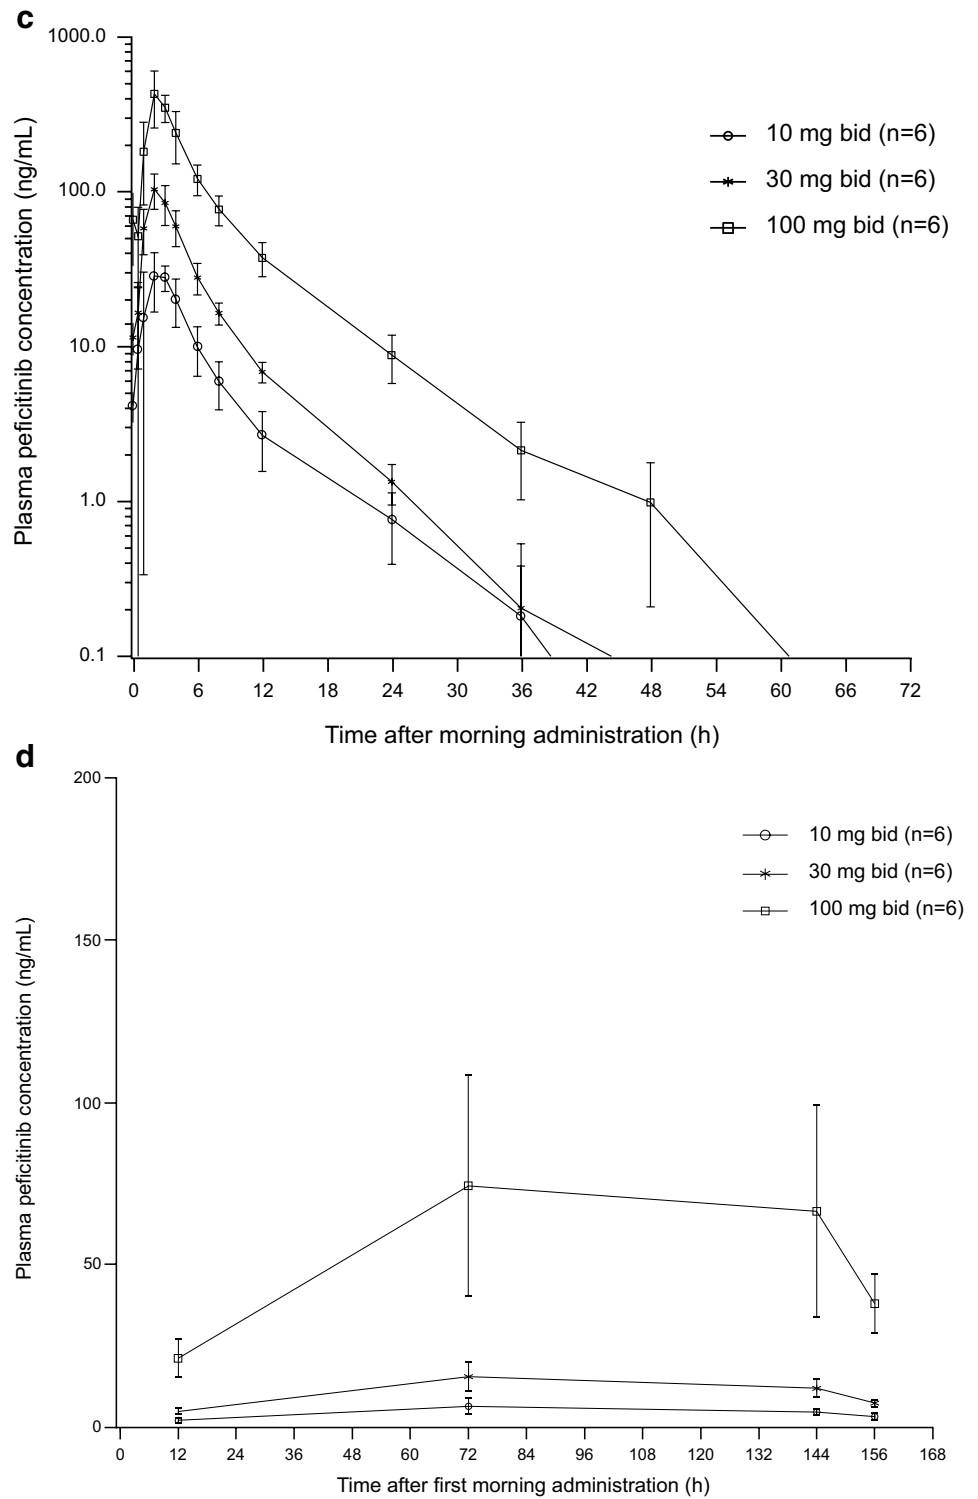 c
1000.0
100.0
10.0
1.0
0.1
Plasma peficitinib concentration (ng/mL)
10 mg bid (n=6)
30 mg bid (n=6)
100 mg bid (n=6)
0 6 12 18 24 30 36 42 48 54 60 66 72
Time after morning administration (h)
d
200
150
100
50
0
Plasma peficitinib concentration (ng/mL)
10 mg bid (n=6)
30 mg bid (n=6)
100 mg bid (n=6)
0 12 24 36 48 60 72 84 96 108 120 132 144 156 168
Time after first morning administration (h)